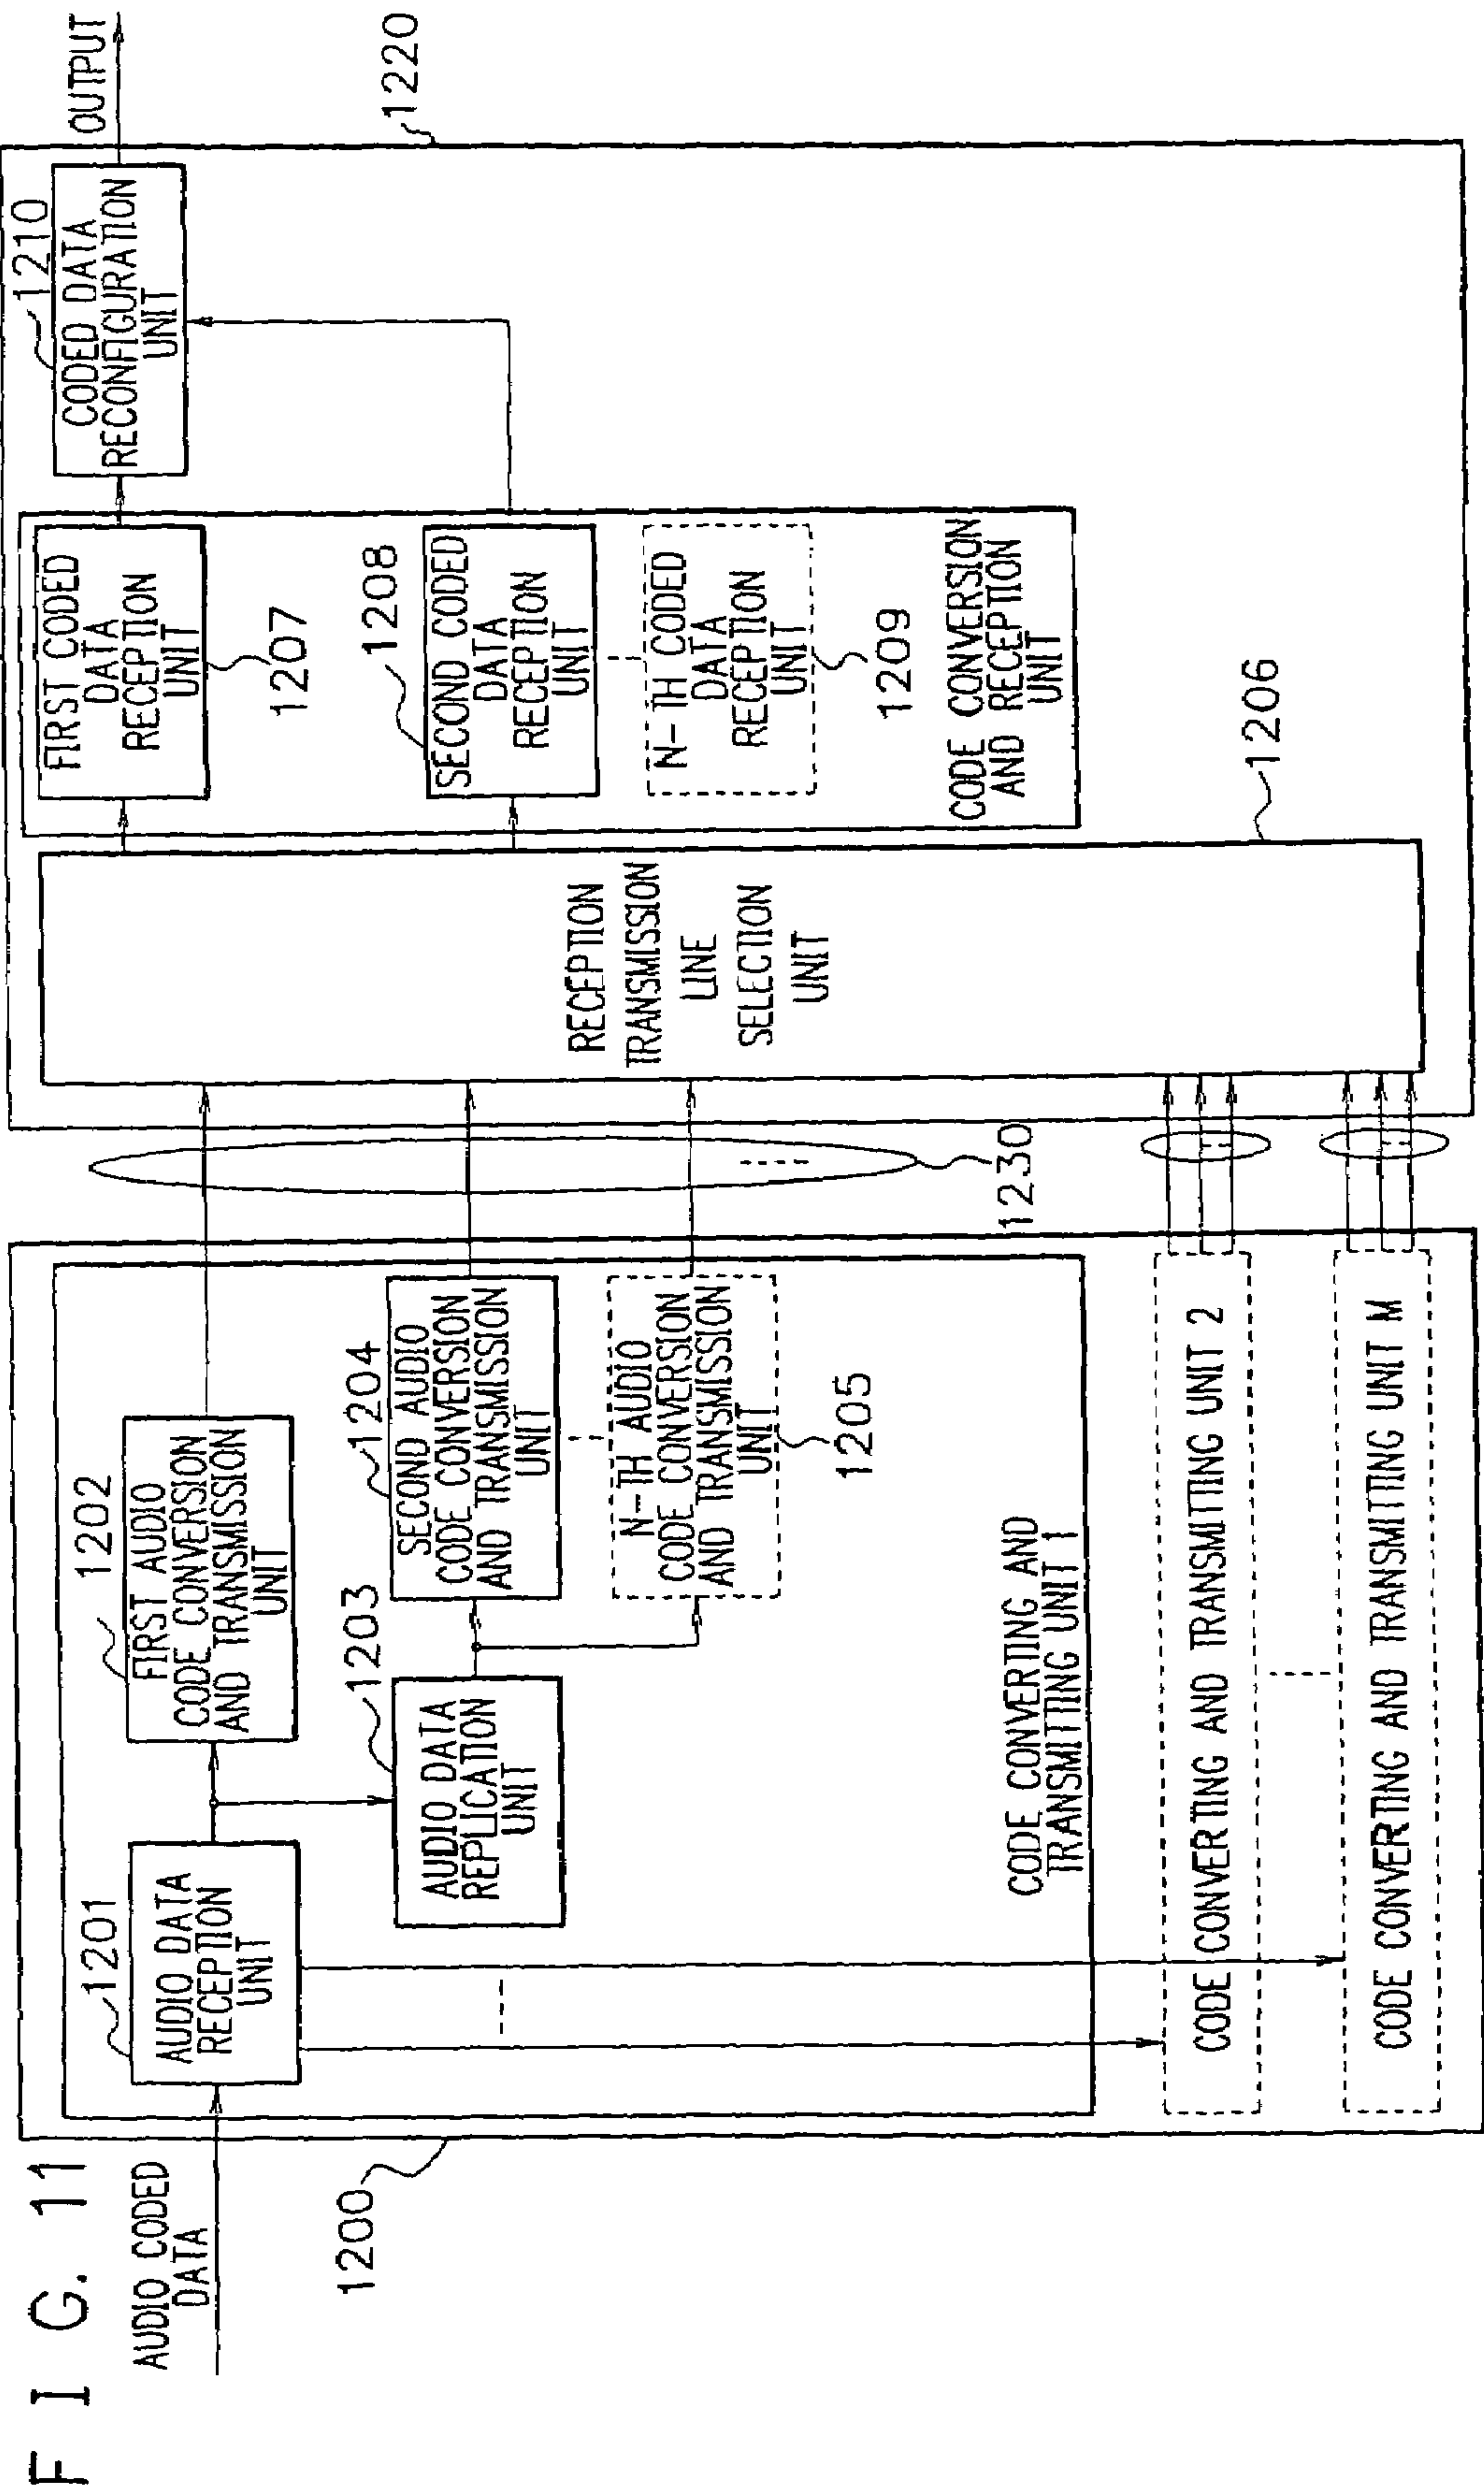 F I G. 11
AUDIO CODED
DATA
1200
1201
AUDIO DATA
RECEPTION
UNIT
1202
FIRST AUDIO
CODE CONVERSION
AND TRANSMISSION
UNIT
1203
AUDIO DATA
REPLICATION
UNIT
1204
SECOND AUDIO
CODE CONVERSION
AND TRANSMISSION
UNIT
N-TH AUDIO
CODE CONVERSION
AND TRANSMISSION
UNIT
1205
CODE CONVERTING AND
TRANSMITTING UNIT 1
CODE CONVERTING AND TRANSMITTING UNIT 2
CODE CONVERTING AND TRANSMITTING UNIT M
1230
RECEPTION
TRANSMISSION
LINE
SELECTION
UNIT
1206
FIRST CODED
DATA
RECEPTION
UNIT
1207
1208
SECOND CODED
DATA
RECEPTION
UNIT
N-TH CODED
DATA
RECEPTION
UNIT
1209
CODE CONVERSION
AND RECEPTION
UNIT
1210
CODED DATA
RECONFIGURATION
UNIT
OUTPUT
1220